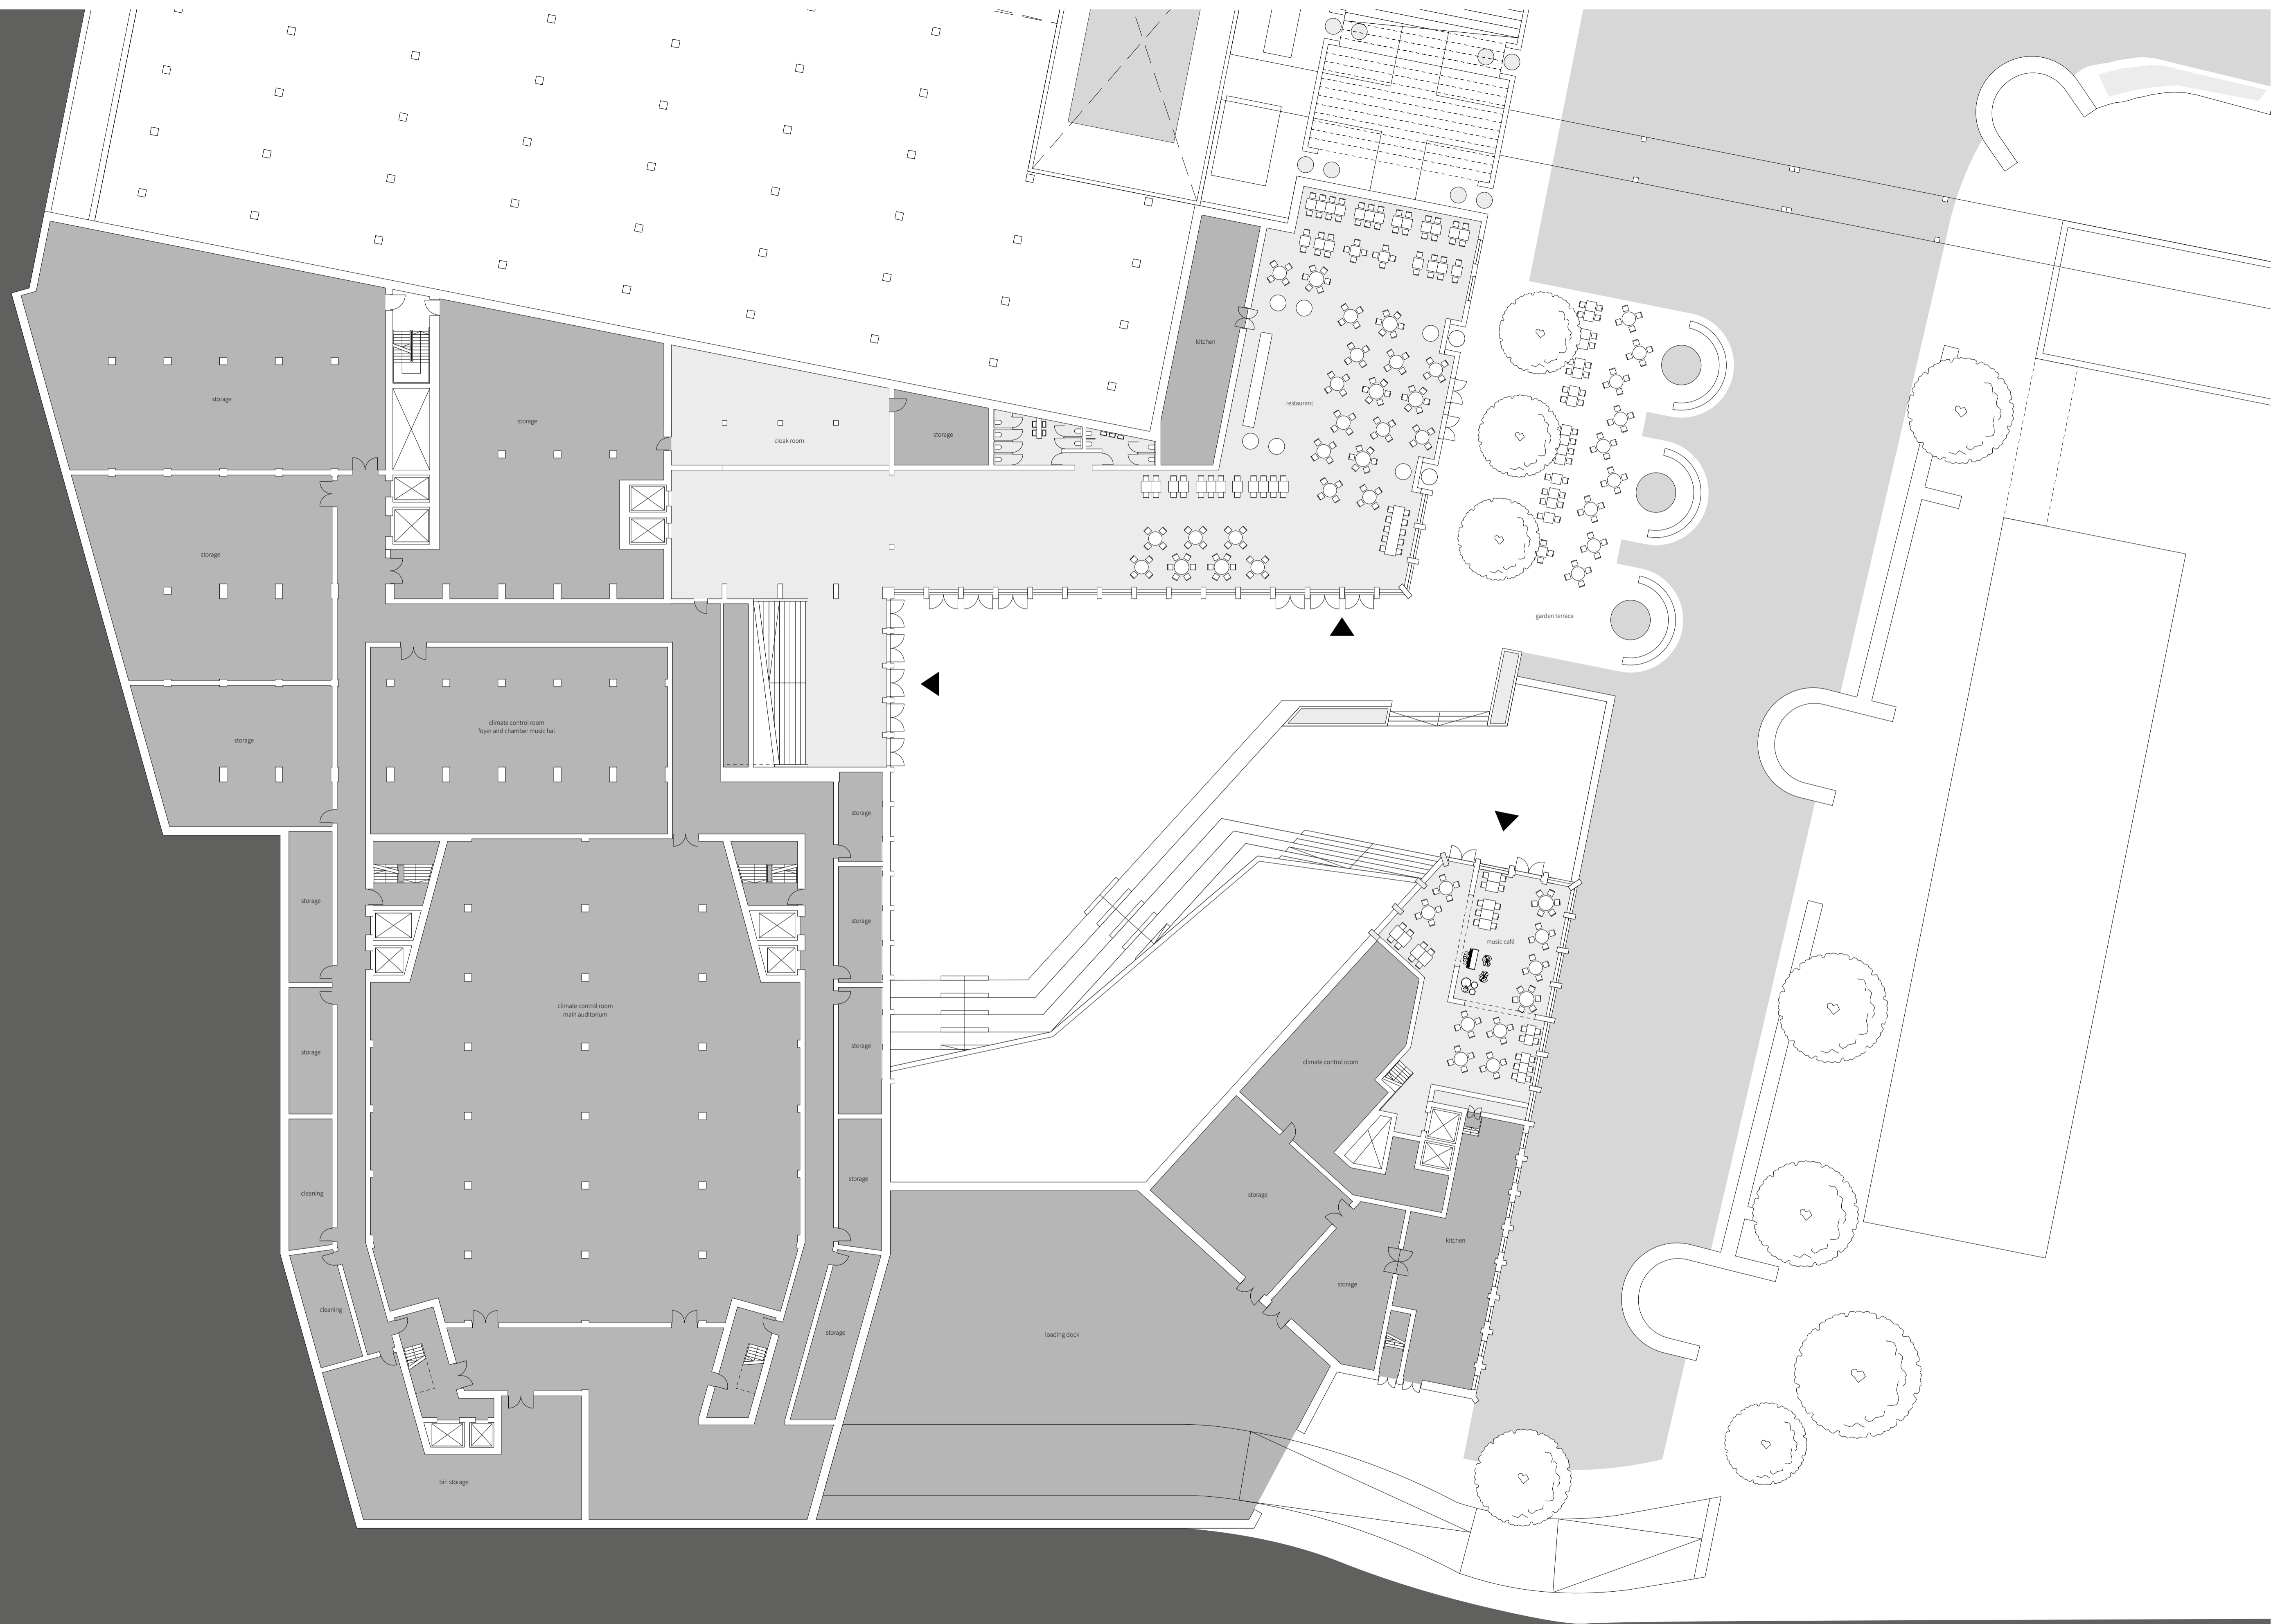 kitchen
storage
restaurant
storage
cloak room
storage
storage
garden terrace
climate control room
foyer and chamber music hal
storage
storage
storage
storage
music café
climate control room
main auditorium
storage
storage
climate control room
storage
cleaning
storage
kitchen
storage
cleaning
storage
loading dock
bin storage